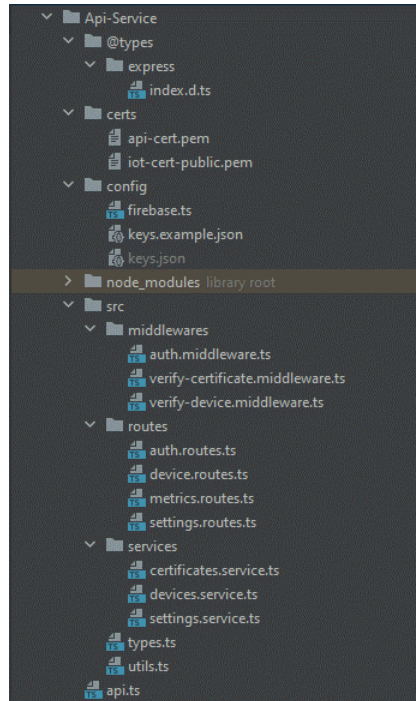 Api-Service
@types
express
index.d.ts
certs
api-cert.pem
iot-cert-public.pem
config
firebase.ts
keys.example.json
keys.json
node_modules library root
src
middlewares
auth.middleware.ts
verify-certificate.middleware.ts
verify-device.middleware.ts
routes
auth.routes.ts
device.routes.ts
metrics.routes.ts
settings.routes.ts
services
certificates.service.ts
devices.service.ts
settings.service.ts
types.ts
utils.ts
api.ts